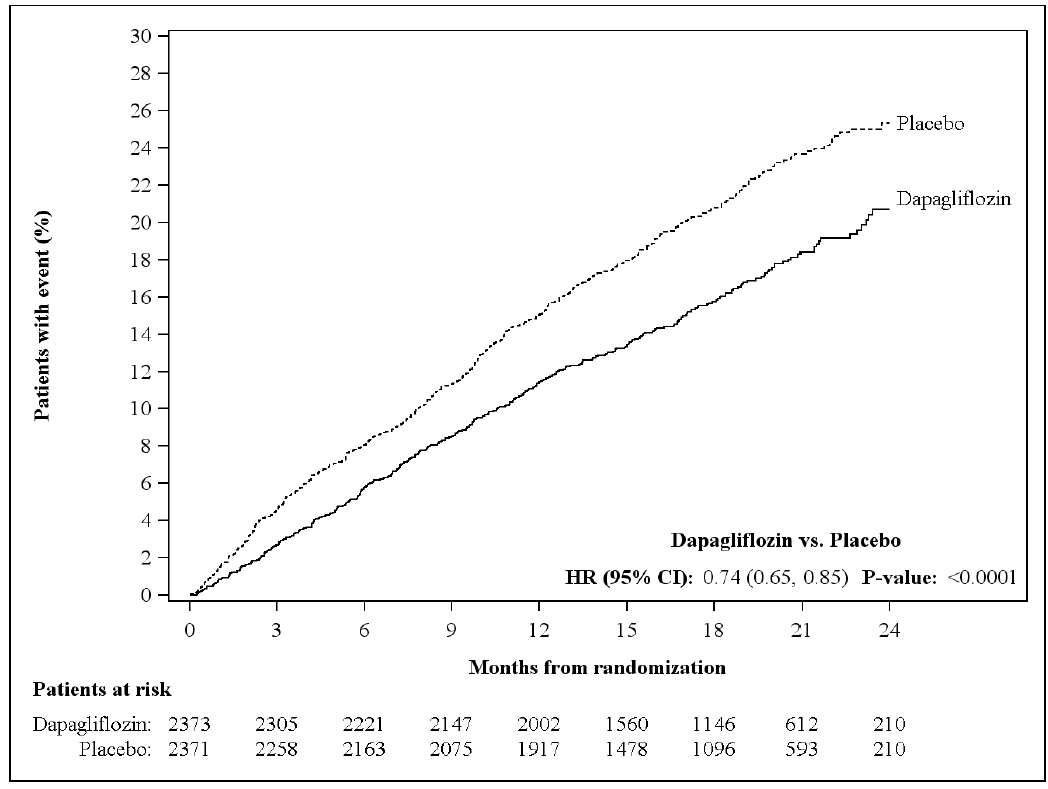 30
28
26
24
22
20
18
16
14
12
10
8
6
4
2
0
Patients with event (%)
Placebo
Dapagliflozin
Dapagliflozin vs. Placebo
HR (95% CI): 0.74 (0.65, 0.85) P-value: <0.0001
0 3 6 9 12 15 18 21 24
Months from randomization
Patients at risk
Dapagliflozin: 2373 2305 2221 2147 2002 1560 1146 612 210
Placebo: 2371 2258 2163 2075 1917 1478 1096 593 210